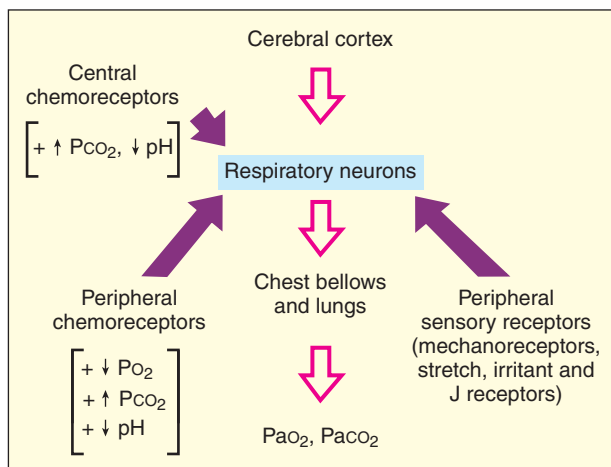 Cerebral cortex
Central
chemoreceptors
+ ↑ PCO₂, ↓ pH
Respiratory neurons
Chest bellows
and lungs
Peripheral
chemoreceptors
+ ↓ PO₂
+ ↑ PCO₂
+ ↓ pH
Peripheral
sensory receptors
(mechanoreceptors,
stretch, irritant and
J receptors)
PaO₂, PaCO₂